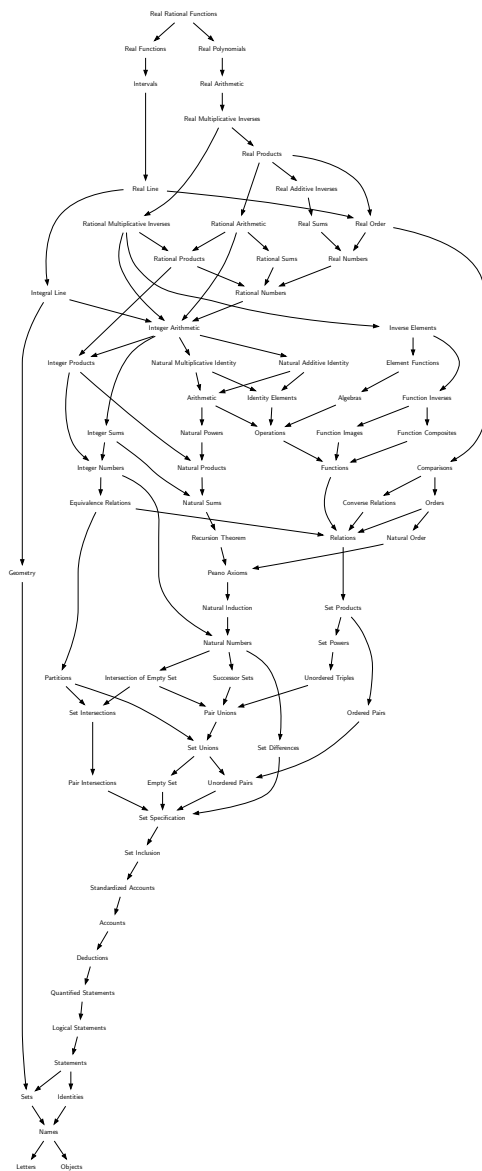 Real Rational Functions
Real Functions Real Polynomials
Intervals Real Arithmetic
Real Multiplicative Inverses
Real Products
Real Line Real Additive Inverses
Rational Multiplicative Inverses Rational Arithmetic Real Sums Real Order
Rational Products Rational Sums Real Numbers
Integral Line Rational Numbers
Integer Arithmetic Inverse Elements
Integer Products Natural Multiplicative Identity Natural Additive Identity Element Functions
Arithmetic Identity Elements Algebras Function Inverses
Integer Sums Natural Powers Operations Function Images Function Composites
Integer Numbers Natural Products Functions Comparisons
Equivalence Relations Natural Sums Converse Relations Orders
Recursion Theorem Relations Natural Order
Geometry Peano Axioms
Natural Induction Set Products
Natural Numbers Set Powers
Partitions Intersection of Empty Set Successor Sets Unordered Triples
Set Intersections Pair Unions Ordered Pairs
Set Unions Set Differences
Pair Intersections Empty Set Unordered Pairs
Set Specification
Set Inclusion
Standardized Accounts
Accounts
Deductions
Quantified Statements
Logical Statements
Statements
Sets Identities
Names
Letters Objects